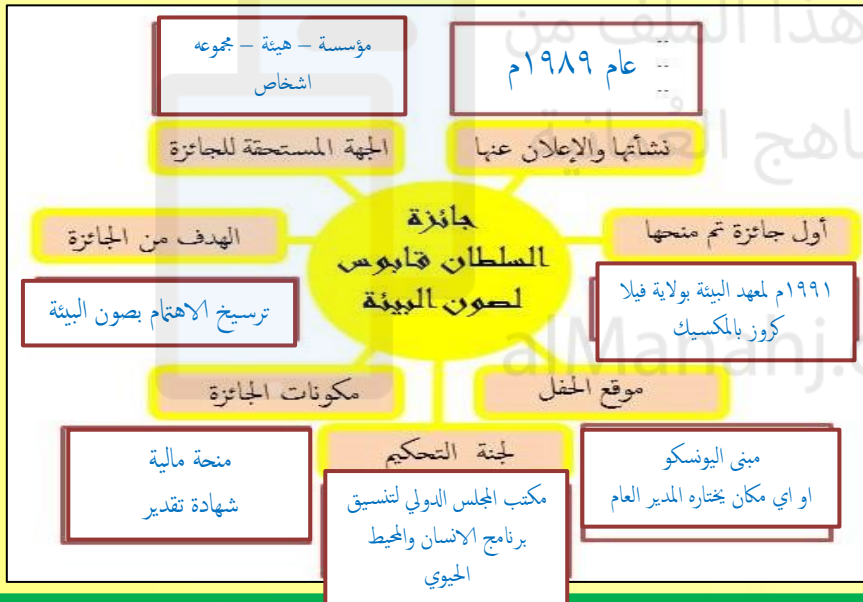 هذا الملف من
عام ١٩٨٩م
مؤسسة – هيئة – مجموعه
اشخاص
نشأتها والإعلان عنها
الجهة المستحقة للجائزة
جائزة
السلطان قابوس
لصون البيئة
أول جائزة تم منحها
١٩٩١م لمعهد البيئة بولاية فيلا
كروز بالمكسيك
الهدف من الجائزة
ترسيخ الاهتمام بصون البيئة
موقع الحفل
مبنى اليونسكو
او اي مكان يختاره المدير العام
لجنة التحكيم
مكتب المجلس الدولي لتنسيق
برنامج الانسان والمحيط
الحيوي
مكونات الجائزة
منحة مالية
شهادة تقدير